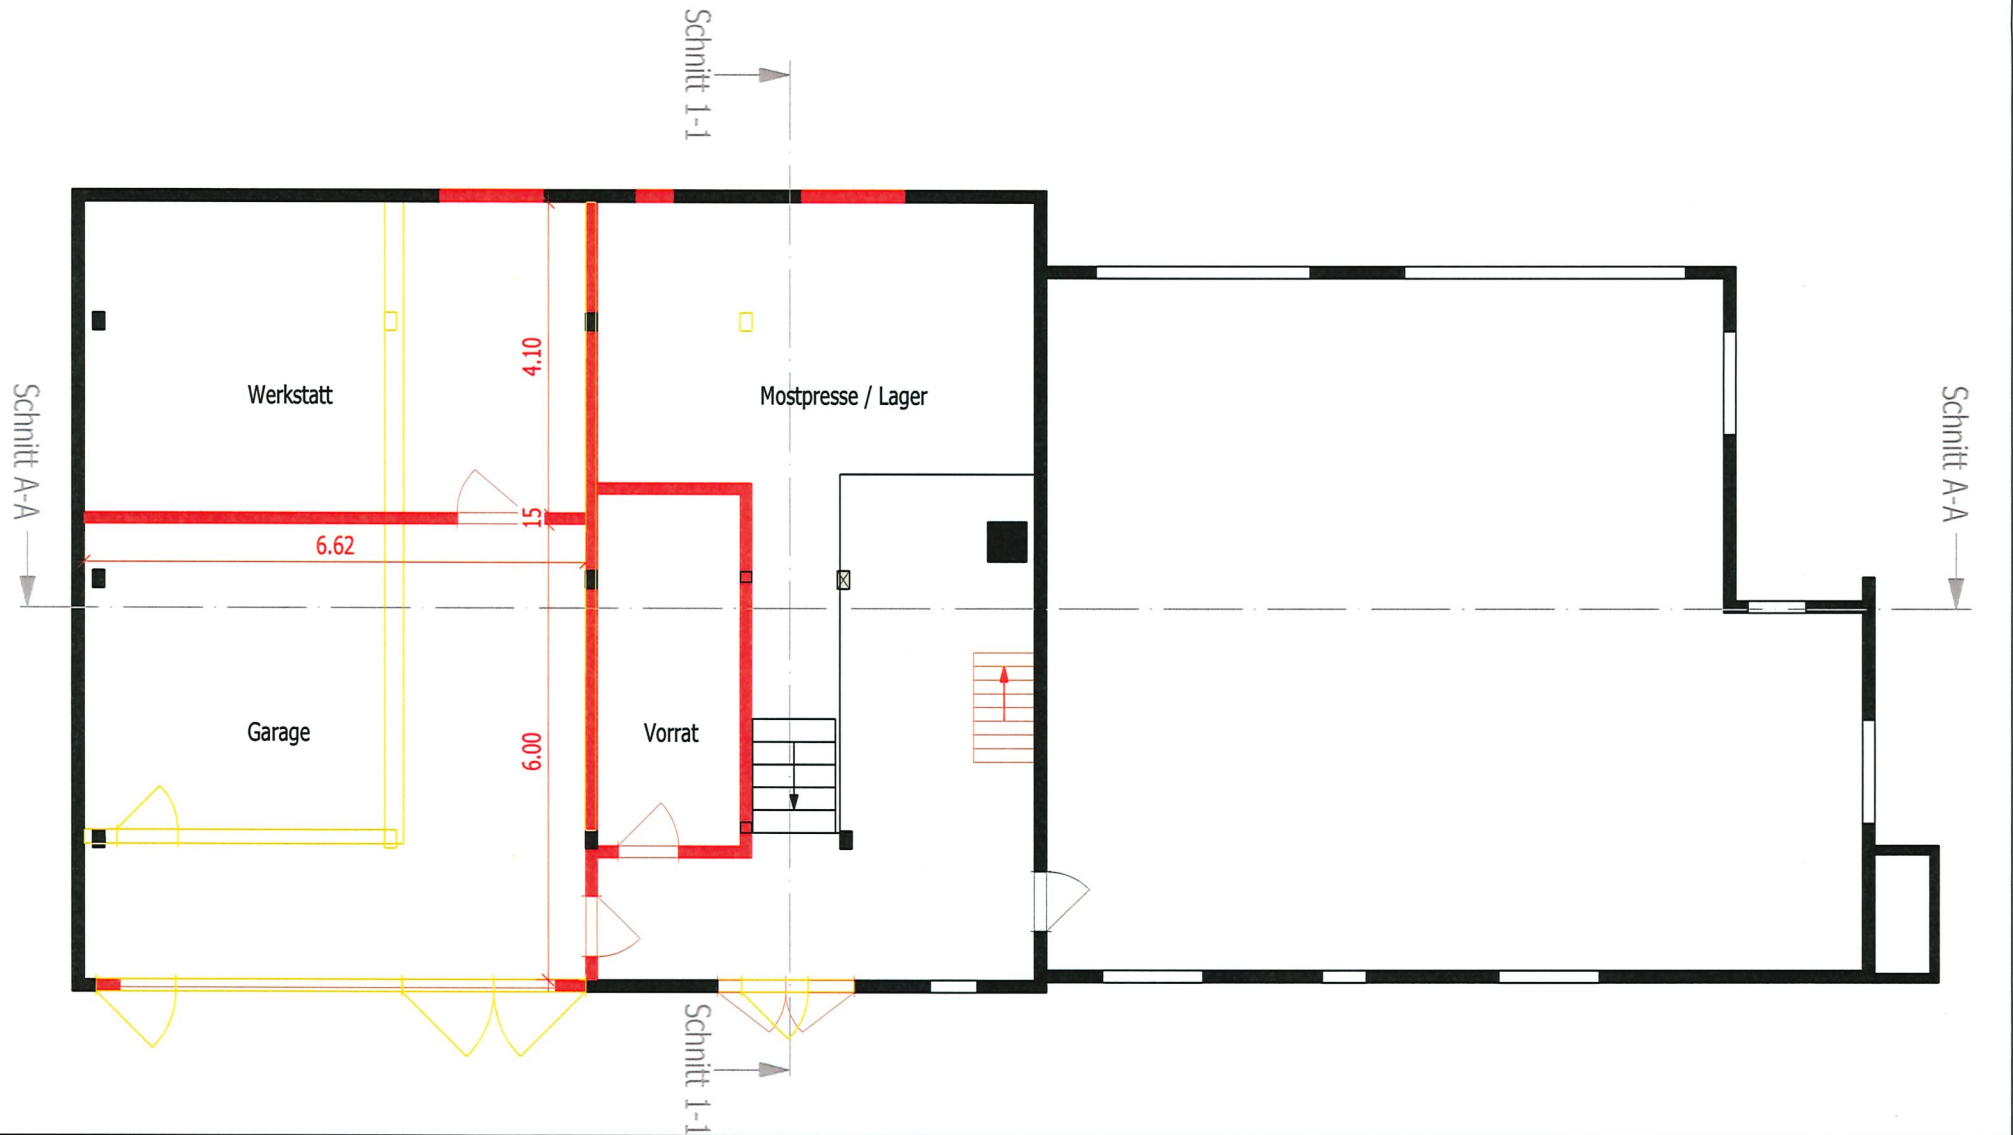 Schnitt 1-1
Schnitt A-A
Schnitt A-A
4.10
Werkstatt
Mostpresse / Lager
15
6.62
Garage
Vorrat
6.00
Schnitt 1-1